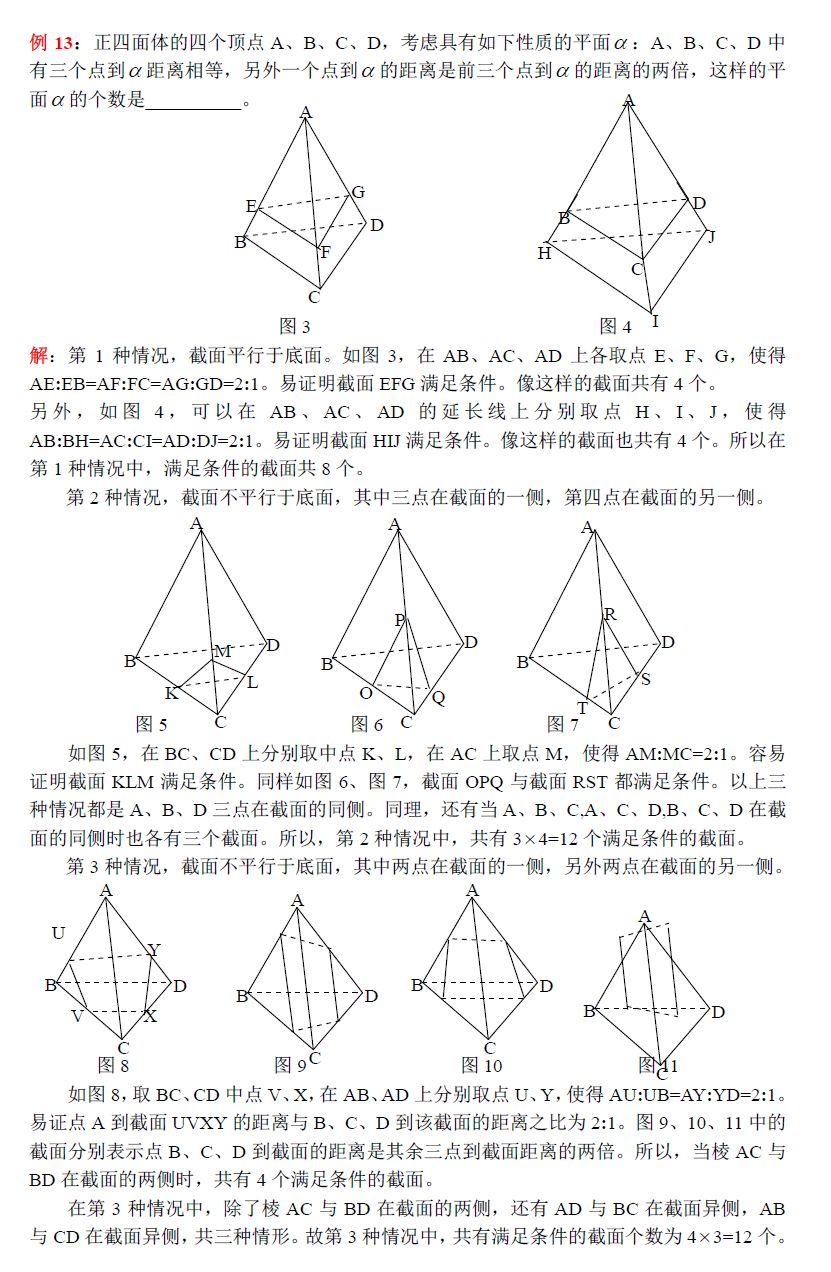 例 13：正四面体的四个顶点 A、B、C、D，考虑具有如下性质的平面α：A、B、C、D 中
有三个点到α距离相等，另外一个点到α的距离是前三个点到α的距离的两倍，这样的平
面α的个数是__________。
A
E
G
B
D
F
C
图 3
A
B
D
H
J
C
I
图 4
解：第 1 种情况，截面平行于底面。如图 3，在 AB、AC、AD 上各取点 E、F、G，使得
AE:EB=AF:FC=AG:GD=2:1。易证明截面 EFG 满足条件。像这样的截面共有 4 个。
另外，如图 4，可以在 AB、AC、AD 的延长线上分别取点 H、I、J，使得
AB:BH=AC:CI=AD:DJ=2:1。易证明截面 HIJ 满足条件。像这样的截面也共有 4 个。所以在
第 1 种情况中，满足条件的截面共 8 个。
第 2 种情况，截面不平行于底面，其中三点在截面的一侧，第四点在截面的另一侧。
A
B
M
D
K
L
C
图 5
A
P
B
D
O
Q
C
图 6
A
R
B
D
T
S
C
图 7
如图 5，在 BC、CD 上分别取中点 K、L，在 AC 上取点 M，使得 AM:MC=2:1。容易
证明截面 KLM 满足条件。同样如图 6、图 7，截面 OPQ 与截面 RST 都满足条件。以上三
种情况都是 A、B、D 三点在截面的同侧。同理，还有当 A、B、C,A、C、D,B、C、D 在截
面的同侧时也各有三个截面。所以，第 2 种情况中，共有 3×4=12 个满足条件的截面。
第 3 种情况，截面不平行于底面，其中两点在截面的一侧，另外两点在截面的另一侧。
A
U
Y
B
D
V
X
C
图 8
A
B
D
C
图 9
A
B
D
C
图 10
A
B
D
C
图 11
如图 8，取 BC、CD 中点 V、X，在 AB、AD 上分别取点 U、Y，使得 AU:UB=AY:YD=2:1。
易证点 A 到截面 UVXY 的距离与 B、C、D 到该截面的距离之比为 2:1。图 9、10、11 中的
截面分别表示点 B、C、D 到截面的距离是其余三点到截面距离的两倍。所以，当棱 AC 与
BD 在截面的两侧时，共有 4 个满足条件的截面。
在第 3 种情况中，除了棱 AC 与 BD 在截面的两侧，还有 AD 与 BC 在截面异侧，AB
与 CD 在截面异侧，共三种情形。故第 3 种情况中，共有满足条件的截面个数为 4×3=12 个。